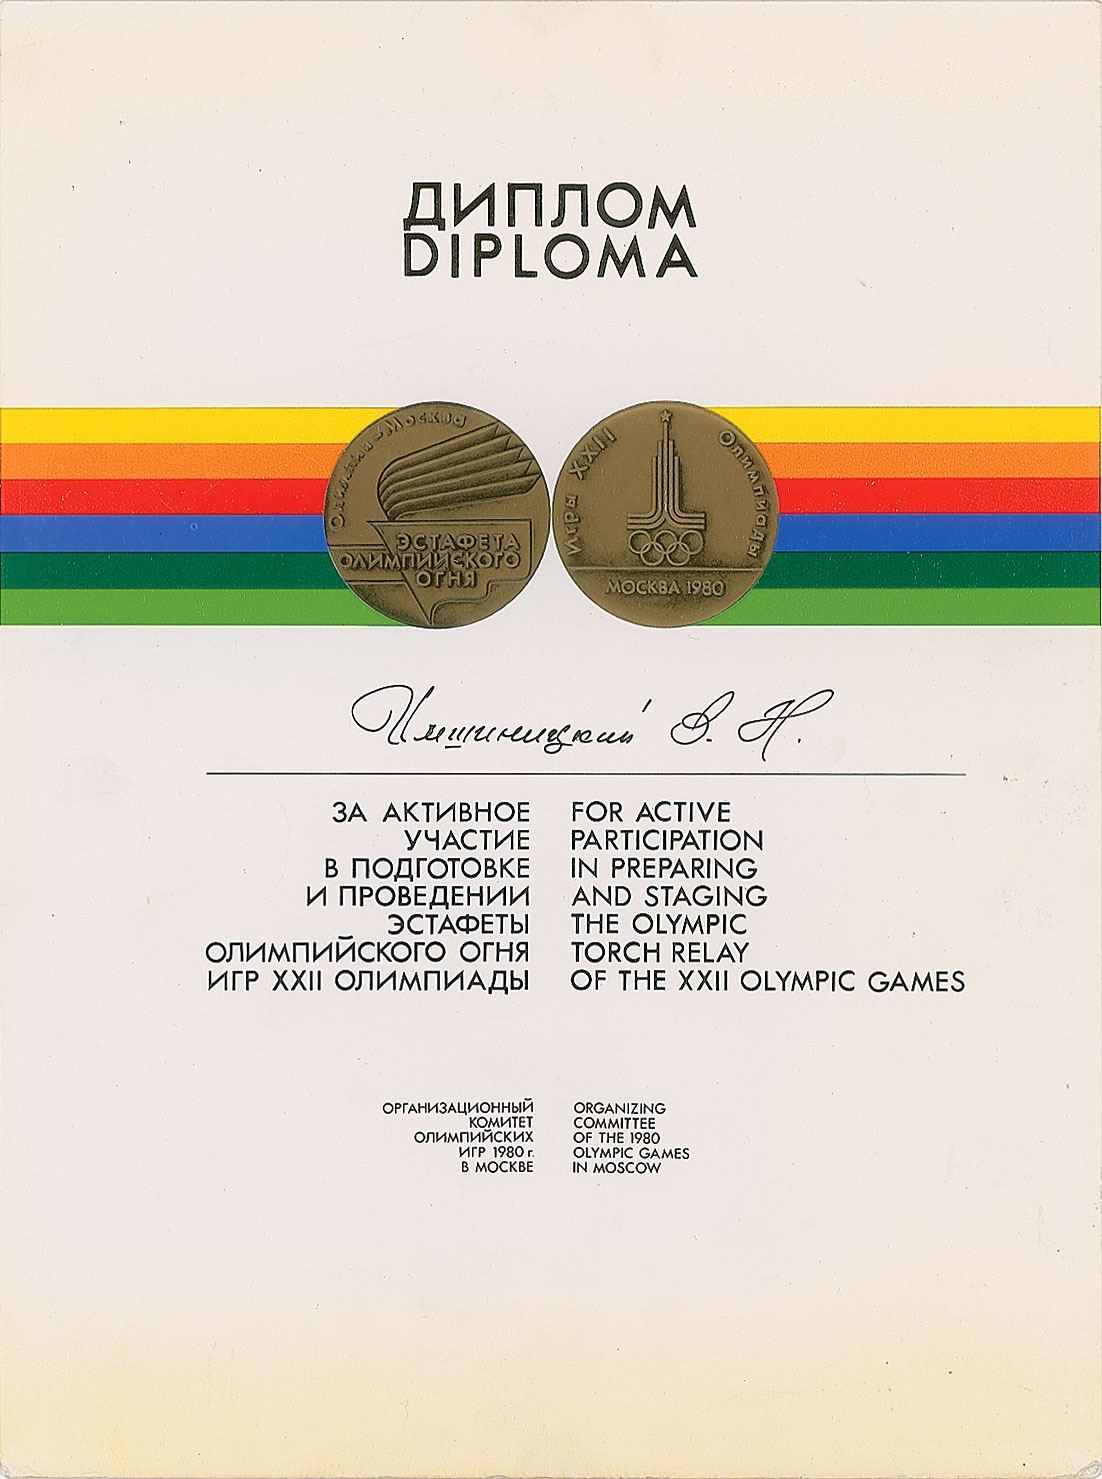 ДИПЛОМ
DIPLOMA
Олимпия - Москва
ЭСТАФЕТА
ОЛИМПИЙСКОГО
ОГНЯ
Игры XXII Олимпиады
МОСКВА 1980
Имшиницкий В. Н.
ЗА АКТИВНОЕ
УЧАСТИЕ
В ПОДГОТОВКЕ
И ПРОВЕДЕНИИ
ЭСТАФЕТЫ
ОЛИМПИЙСКОГО ОГНЯ
ИГР XXII ОЛИМПИАДЫ
FOR ACTIVE
PARTICIPATION
IN PREPARING
AND STAGING
THE OLYMPIC
TORCH RELAY
OF THE XXII OLYMPIC GAMES
ОРГАНИЗАЦИОННЫЙ
КОМИТЕТ
ОЛИМПИЙСКИХ
ИГР 1980 г.
В МОСКВЕ
ORGANIZING
COMMITTEE
OF THE 1980
OLYMPIC GAMES
IN MOSCOW